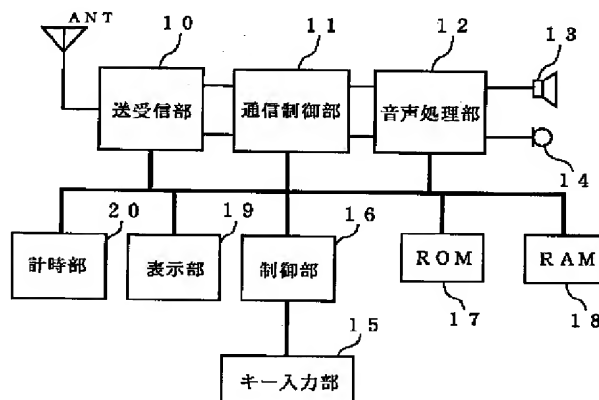 ANT
10
11
12
13
送受信部
通信制御部
音声処理部
14
20
19
16
計時部
表示部
制御部
ROM
RAM
17
18
15
キー入力部